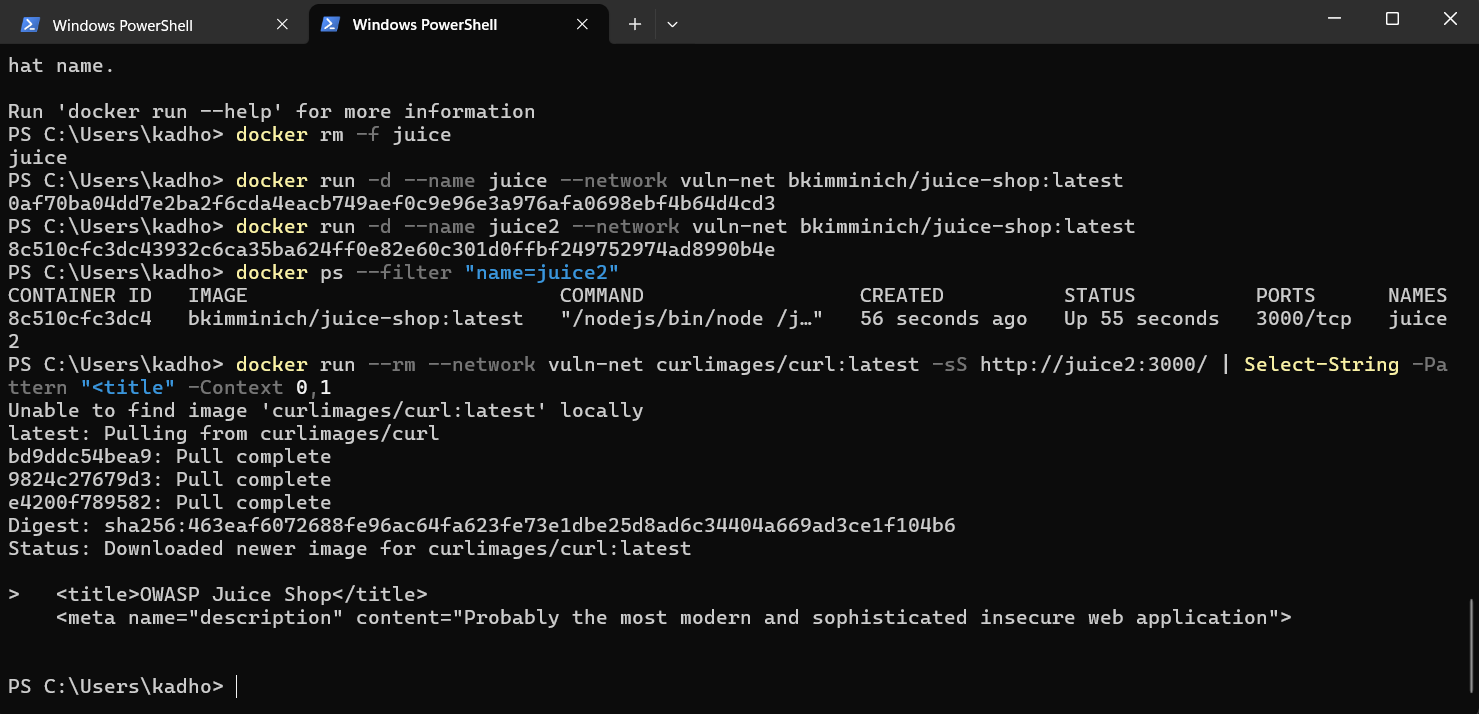 Windows PowerShell
Windows PowerShell
hat name.
Run 'docker run --help' for more information
PS C:\Users\kadho> docker rm -f juice
juice
PS C:\Users\kadho> docker run -d --name juice --network vuln-net bkimminich/juice-shop:latest
0af70ba04dd7e2ba2f6cda4eacb749aef0c9e96e3a976afa0698ebf4b64d4cd3
PS C:\Users\kadho> docker run -d --name juice2 --network vuln-net bkimminich/juice-shop:latest
8c510cfc3dc43932c6ca35ba624ff0e82e60c301d0ffbf249752974ad8990b4e
PS C:\Users\kadho> docker ps --filter "name=juice2"
CONTAINER ID   IMAGE                          COMMAND                  CREATED          STATUS          PORTS      NAMES
8c510cfc3dc4   bkimminich/juice-shop:latest   "/nodejs/bin/node /j…"   56 seconds ago   Up 55 seconds   3000/tcp   juice
2
PS C:\Users\kadho> docker run --rm --network vuln-net curlimages/curl:latest -sS http://juice2:3000/ | Select-String -Pa
ttern "<title" -Context 0,1
Unable to find image 'curlimages/curl:latest' locally
latest: Pulling from curlimages/curl
bd9ddc54bea9: Pull complete
9824c27679d3: Pull complete
e4200f789582: Pull complete
Digest: sha256:463eaf6072688fe96ac64fa623fe73e1dbe25d8ad6c34404a669ad3ce1f104b6
Status: Downloaded newer image for curlimages/curl:latest
>   <title>OWASP Juice Shop</title>
    <meta name="description" content="Probably the most modern and sophisticated insecure web application">
PS C:\Users\kadho>